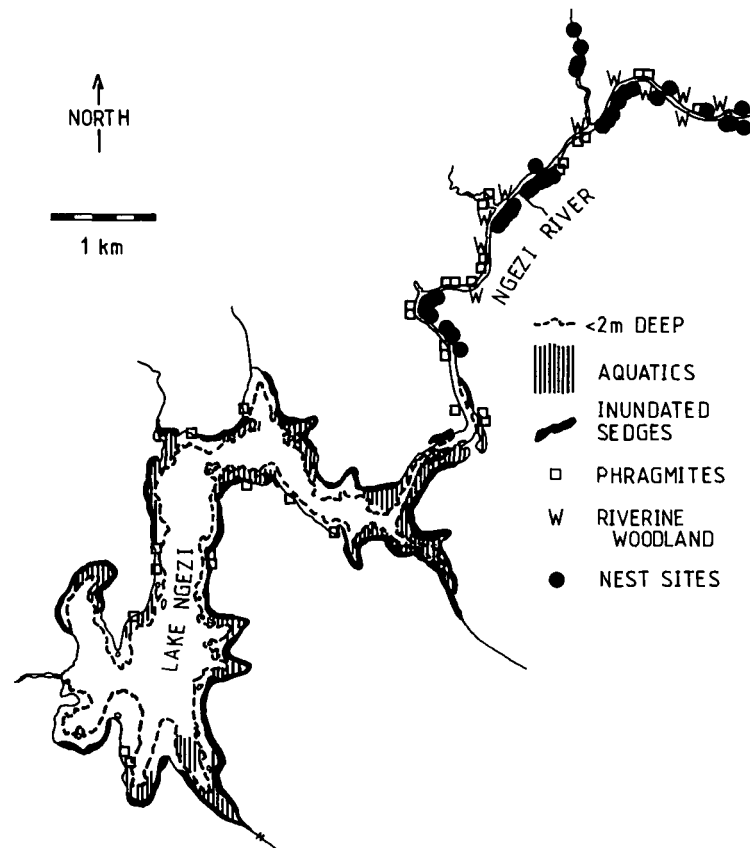 NORTH
1 km
NGEZI RIVER
<2m DEEP
AQUATICS
INUNDATED
SEDGES
PHRAGMITES
W RIVERINE
WOODLAND
NEST SITES
LAKE NGEZI
W
W
W
W
W
W
W
W
W
W
W